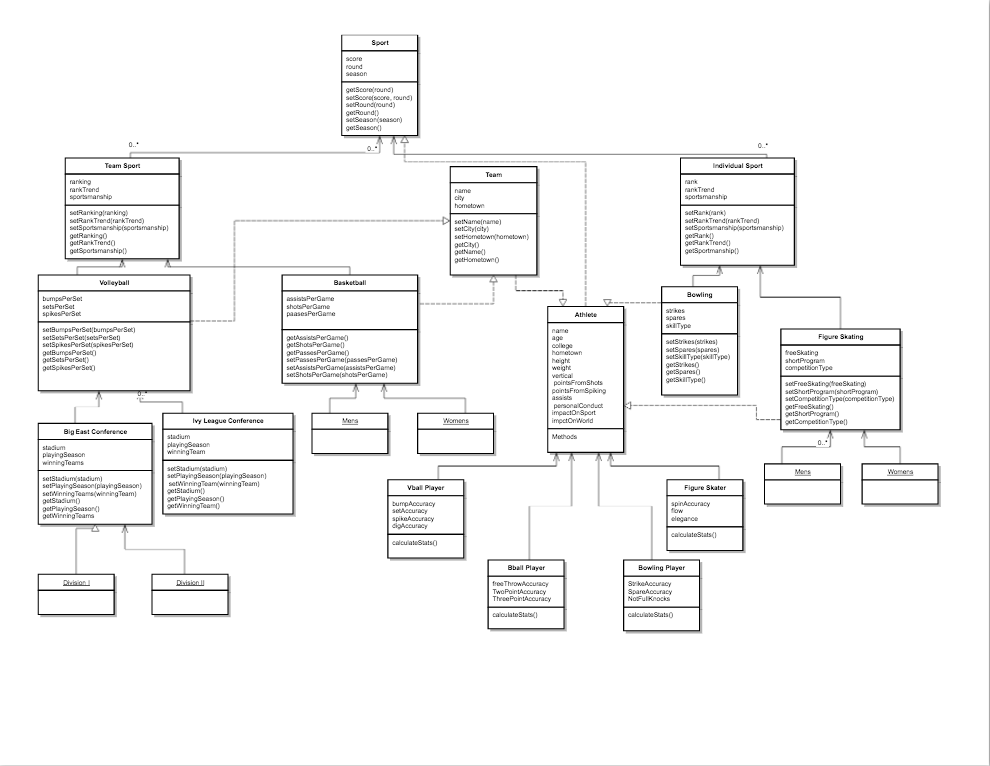 Sport
score
round
season
getScore(round)
setScore(score, round)
setRound(round)
getRound()
setSeason(season)
getSeason()
0..*
0..*
0..*
Team Sport
ranking
rankTrend
sportsmanship
setRanking(ranking)
setRankTrend(rankTrend)
setSportsmanship(sportsmanship)
getRanking()
getRankTrend()
getSportsmanship()
Team
name
city
hometown
setName(name)
setCity(city)
setHometown(hometown)
getCity()
getName()
getHometown()
Individual Sport
rank
rankTrend
sportsmanship
setRank(rank)
setRankTrend(rankTrend)
setSportsmanship(sportsmanship)
getRank()
getRankTrend()
getSportmanship()
Volleyball
bumpsPerSet
setsPerSet
spikesPerSet
setBumpsPerSet(bumpsPerSet)
setSetsPerSet(setsPerSet)
setSpikesPerSet(spikesPerSet)
getBumpsPerSet()
getSetsPerSet()
getSpikesPerSet()
Basketball
assistsPerGame
shotsPerGame
paasesPerGame
getAssistsPerGame()
getShotsPerGame()
getPassesPerGame()
setPassesPerGame(passesPerGame)
setAssistsPerGame(assistsPerGame)
setShotsPerGame(shotsPerGame)
Athlete
name
age
college
hometown
height
weight
vertical
pointsFromShots
pointsFromSpiking
assists
personalConduct
impactOnSport
impctOnWorld
Methods
Bowling
strikes
spares
skillType
setStrikes(strikes)
setSpares(spares)
setSkillType(skillType)
getStrikes()
getSpares()
getSkillType()
Figure Skating
freeSkating
shortProgram
competitionType
setFreeSkating(freeSkating)
setShortProgram(shortProgram)
setCompetitionType(competitionType)
getFreeSkating()
getShortProgram()
getCompetitionType()
0..*
0..*
Big East Conference
stadium
playingSeason
winningTeams
setStadium(stadium)
setPlayingSeason(playingSeason)
setWinningTeams(winningTeam)
getStadium()
getPlayingSeason()
getWinningTeams
Ivy League Conference
stadium
playingSeason
winningTeam
setStadium(stadium)
setPlayingSeason(playingSeason)
setWinningTeam(winningTeam)
getStadium()
getPlayingSeason()
getWinningTeam()
Mens
Womens
Mens
Womens
Vball Player
bumpAccuracy
setAccuracy
spikeAccuracy
digAccuracy
calculateStats()
Figure Skater
spinAccuracy
flow
elegance
calculateStats()
Bball Player
freeThrowAccuracy
TwoPointAccuracy
ThreePointAccuracy
calculateStats()
Bowling Player
StrikeAccuracy
SpareAccuracy
NotFullKnocks
calculateStats()
Division I
Division II